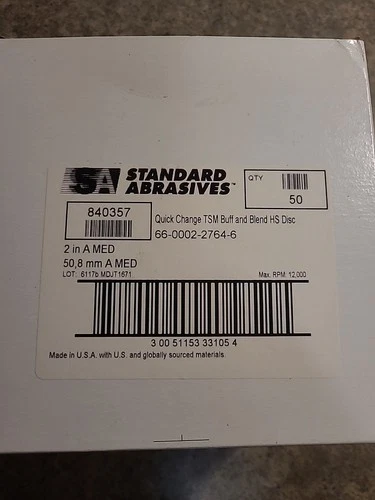 SA STANDARD
ABRASIVES™
QTY
50
840357
Quick Change TSM Buff and Blend HS Disc
66-0002-2764-6
2 in A MED
50,8 mm A MED
LOT: 6117b MDJT1671
Max. RPM: 12,000
3 00 51153 33105 4
Made in U.S.A. with U.S. and globally sourced materials.